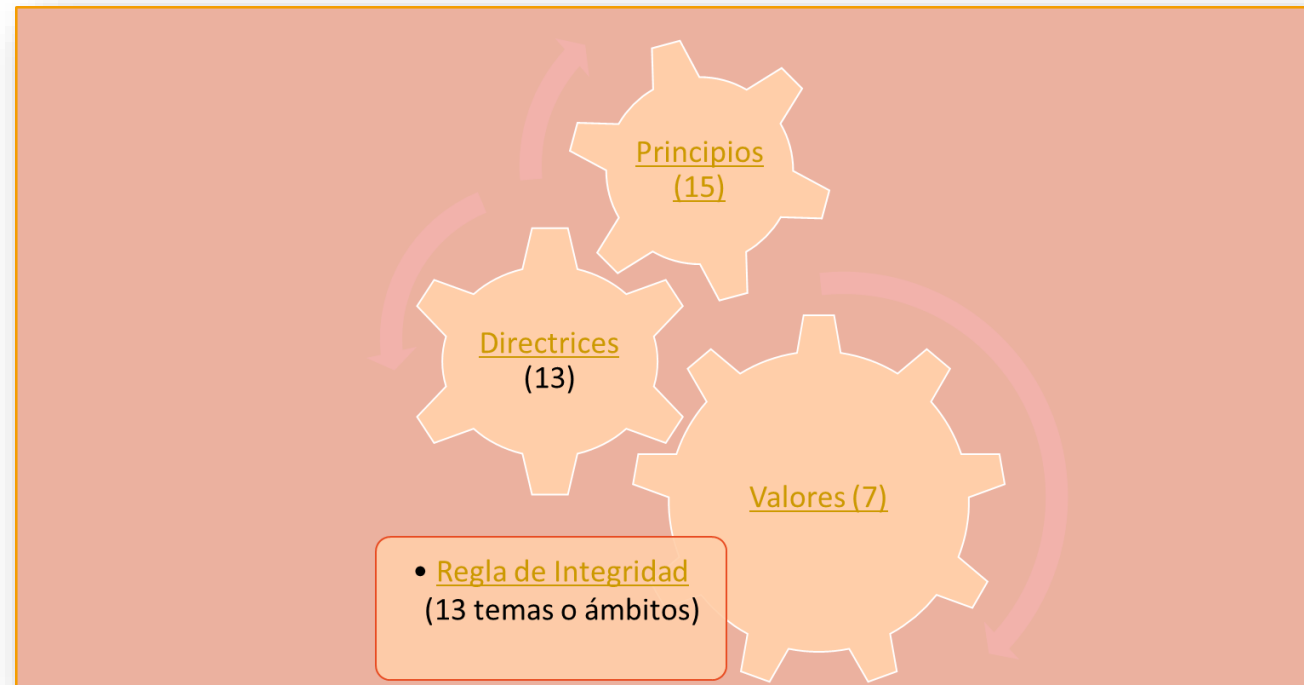 Principios
(15)
Directrices
(13)
Valores (7)
• Regla de Integridad
(13 temas o ámbitos)